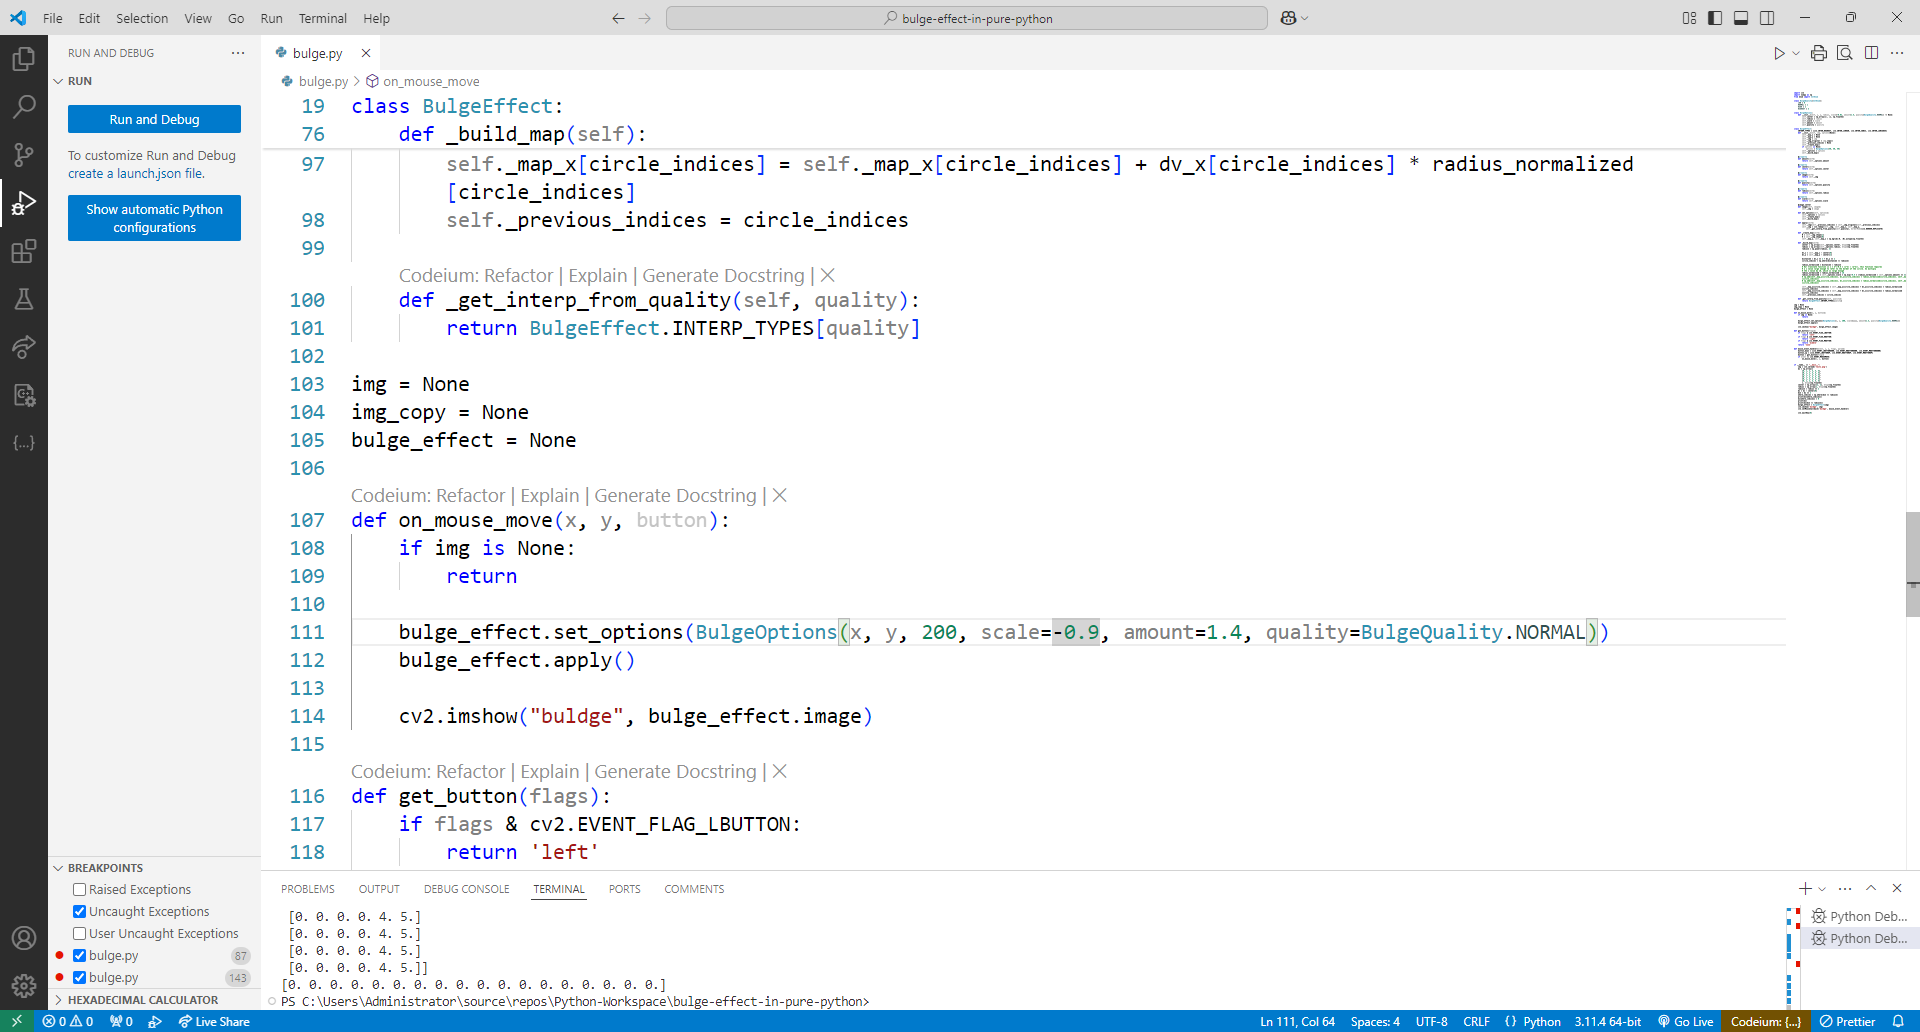 File Edit Selection View Go Run Terminal Help
bulge-effect-in-pure-python
RUN AND DEBUG
RUN
Run and Debug
To customize Run and Debug
create a launch.json file.
Show automatic Python
configurations
bulge.py
bulge.py > on_mouse_move
19 class BulgeEffect:
76 def _build_map(self):
97 self._map_x[circle_indices] = self._map_x[circle_indices] + dv_x[circle_indices] * radius_normalized
[circle_indices]
98 self._previous_indices = circle_indices
99
Codeium: Refactor | Explain | Generate Docstring | X
100 def _get_interp_from_quality(self, quality):
101 return BulgeEffect.INTERP_TYPES[quality]
102
103 img = None
104 img_copy = None
105 bulge_effect = None
106
Codeium: Refactor | Explain | Generate Docstring | X
107 def on_mouse_move(x, y, button):
108 if img is None:
109 return
110
111 bulge_effect.set_options(BulgeOptions(x, y, 200, scale=-0.9, amount=1.4, quality=BulgeQuality.NORMAL))
112 bulge_effect.apply()
113
114 cv2.imshow("buldge", bulge_effect.image)
115
Codeium: Refactor | Explain | Generate Docstring | X
116 def get_button(flags):
117 if flags & cv2.EVENT_FLAG_LBUTTON:
118 return 'left'
BREAKPOINTS
Raised Exceptions
Uncaught Exceptions
User Uncaught Exceptions
bulge.py 87
bulge.py 143
HEXADECIMAL CALCULATOR
PROBLEMS OUTPUT DEBUG CONSOLE TERMINAL PORTS COMMENTS
[0. 0. 0. 0. 4. 5.]
[0. 0. 0. 0. 4. 5.]
[0. 0. 0. 0. 4. 5.]
[0. 0. 0. 0. 4. 5.]]
[0. 0. 0. 0. 0. 0. 0. 0. 0. 0. 0. 0. 0. 0. 0. 0. 0. 0.]
PS C:\Users\Administrator\source\repos\Python-Workspace\bulge-effect-in-pure-python>
Python Deb...
Python Deb...
0 0 0 Live Share
Ln 111, Col 64 Spaces: 4 UTF-8 CRLF {} Python 3.11.4 64-bit Go Live Codeium: {...} Prettier